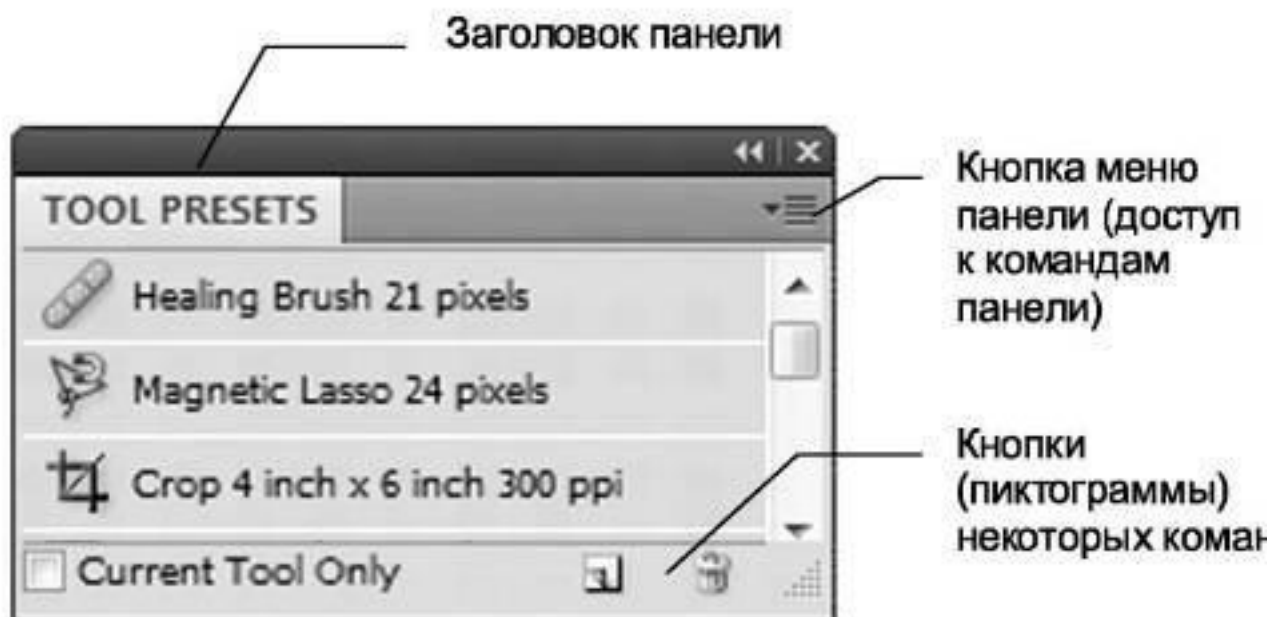 Заголовок панели
TOOL PRESETS
Кнопка меню
панели (доступ
к командам
панели)
Healing Brush 21 pixels
Magnetic Lasso 24 pixels
Crop 4 inch x 6 inch 300 ppi
Кнопки
(пиктограммы)
некоторых
Current Tool Only